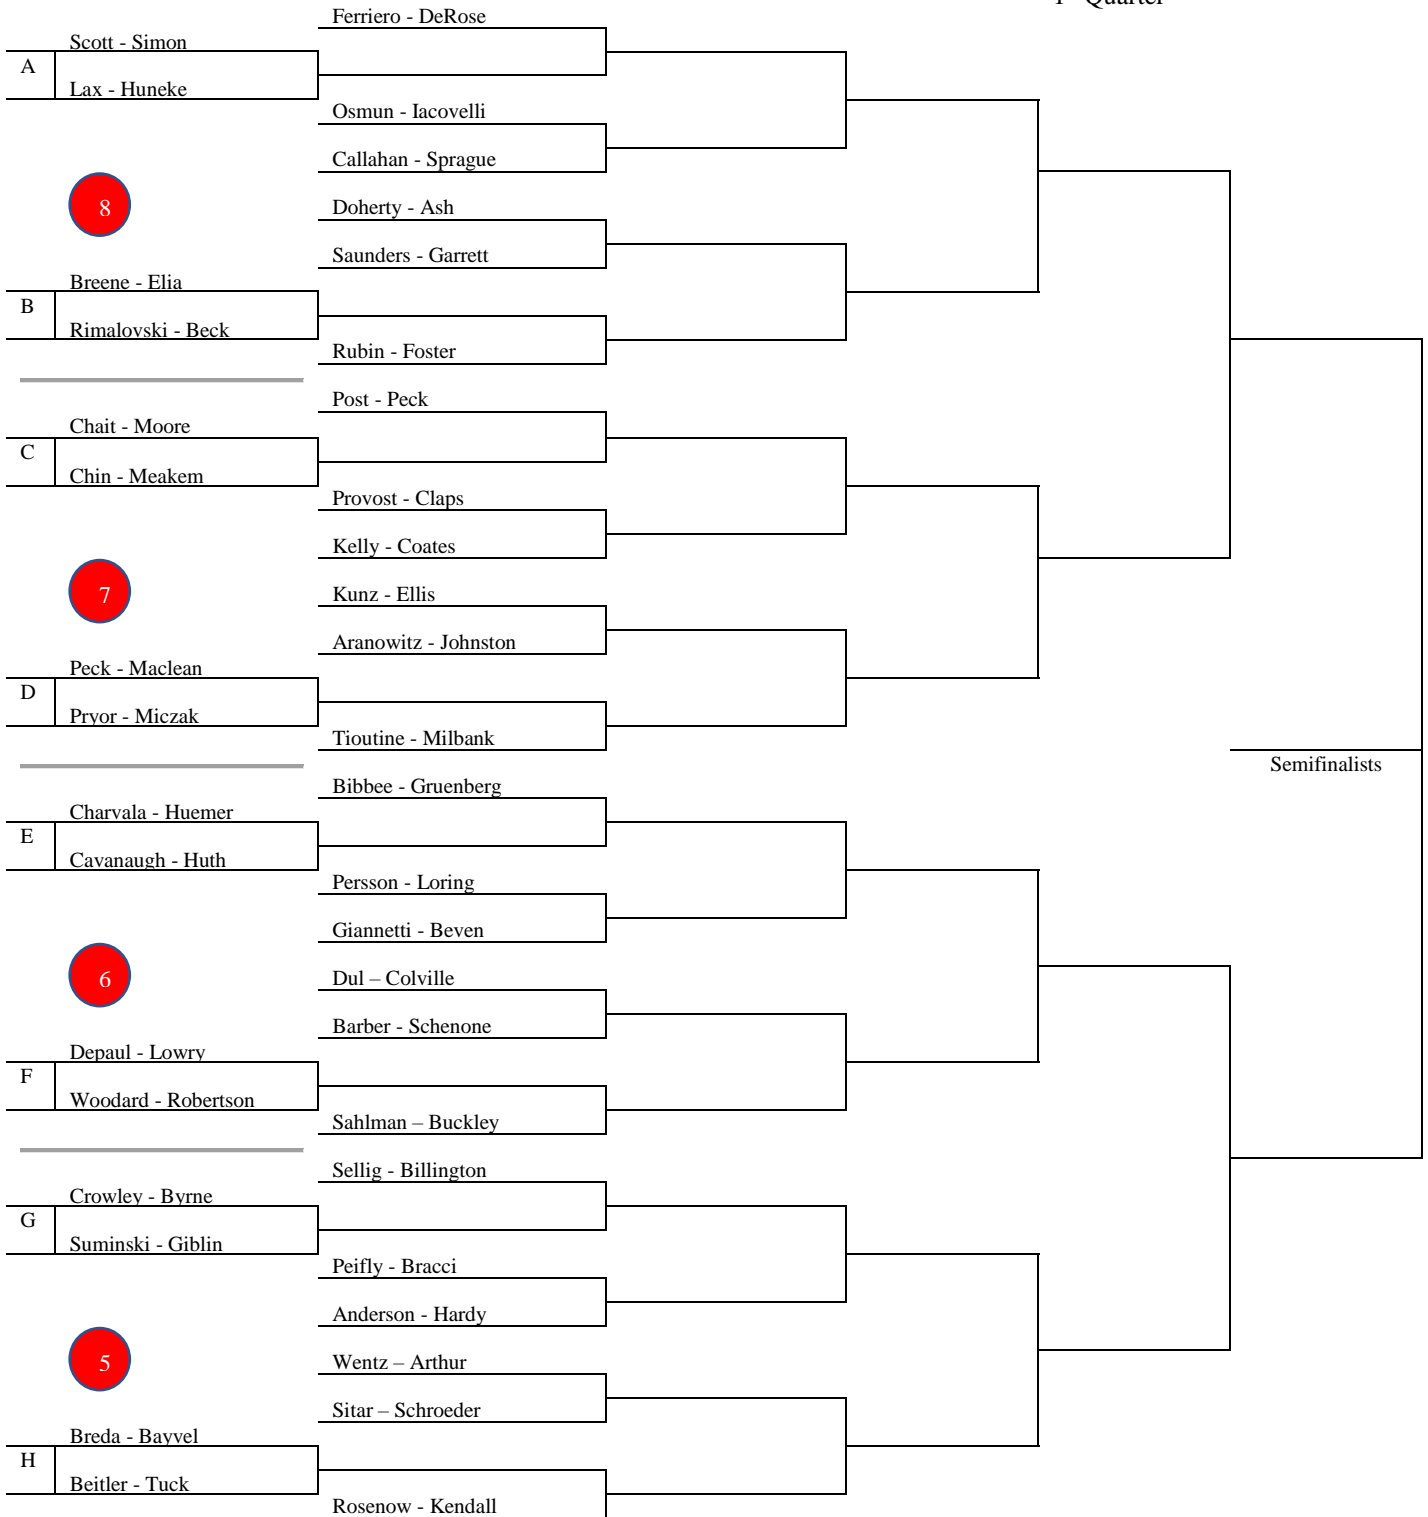 1 Quarter
Ferriero - DeRose
Scott - Simon
A
Lax - Huneke
Osmun - Iacovelli
Callahan - Sprague
8
Doherty - Ash
Saunders - Garrett
Breene - Elia
B
Rimalovski - Beck
Rubin - Foster
Post - Peck
Chait - Moore
C
Chin - Meakem
Provost - Claps
Kelly - Coates
7
Kunz - Ellis
Aranowitz - Johnston
Peck - Maclean
D
Pryor - Miczak
Tioutine - Milbank
Semifinalists
Bibbee - Gruenberg
Charvala - Huemer
E
Cavanaugh - Huth
Persson - Loring
Giannetti - Beven
6
Dul – Colville
Barber - Schenone
Depaul - Lowry
F
Woodard - Robertson
Sahlman – Buckley
Sellig - Billington
Crowley - Byrne
G
Suminski - Giblin
Peifly - Bracci
Anderson - Hardy
5
Wentz – Arthur
Sitar – Schroeder
Breda - Bayvel
H
Beitler - Tuck
Rosenow - Kendall